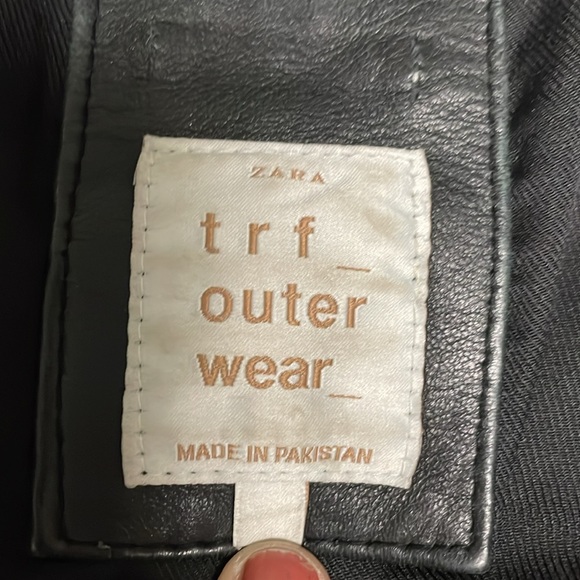 ZARA
trf_
outer
wear_
MADE IN PAKISTAN